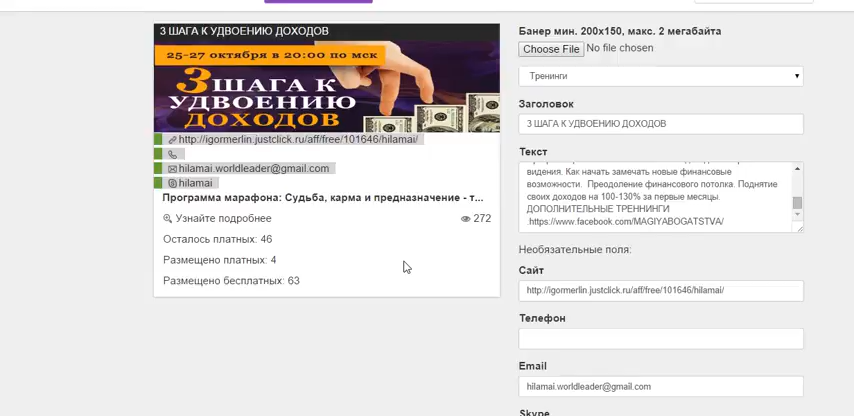 3 ШАГА К УДВОЕНИЮ ДОХОДОВ
25-27 октября в 20:00 по мск
3 ШАГА К
УДВОЕНИЮ
ДОХОДОВ
http://igormerlin.justclick.ru/aff/free/101646/hilamai/
hilamai.worldleader@gmail.com
hilamai
Программа марафона: Судьба, карма и предназначение - т...
Узнайте подробнее 272
Осталось платных: 46
Размещено платных: 4
Размещено бесплатных: 63
Банер мин. 200x150, макс. 2 мегабайта
Choose File No file chosen
Тренинги
Заголовок
3 ШАГА К УДВОЕНИЮ ДОХОДОВ
Текст
видения. Как начать замечать новые финансовые
возможности. Преодоление финансового потолка. Поднятие
своих доходов на 100-130% за первые месяцы.
ДОПОЛНИТЕЛЬНЫЕ ТРЕННИНГИ
:https://www.facebook.com/MAGIYABOGATSTVA/
Необязательные поля:
Сайт
http://igormerlin.justclick.ru/aff/free/101646/hilamai/
Телефон
Email
hilamai.worldleader@gmail.com
Skype